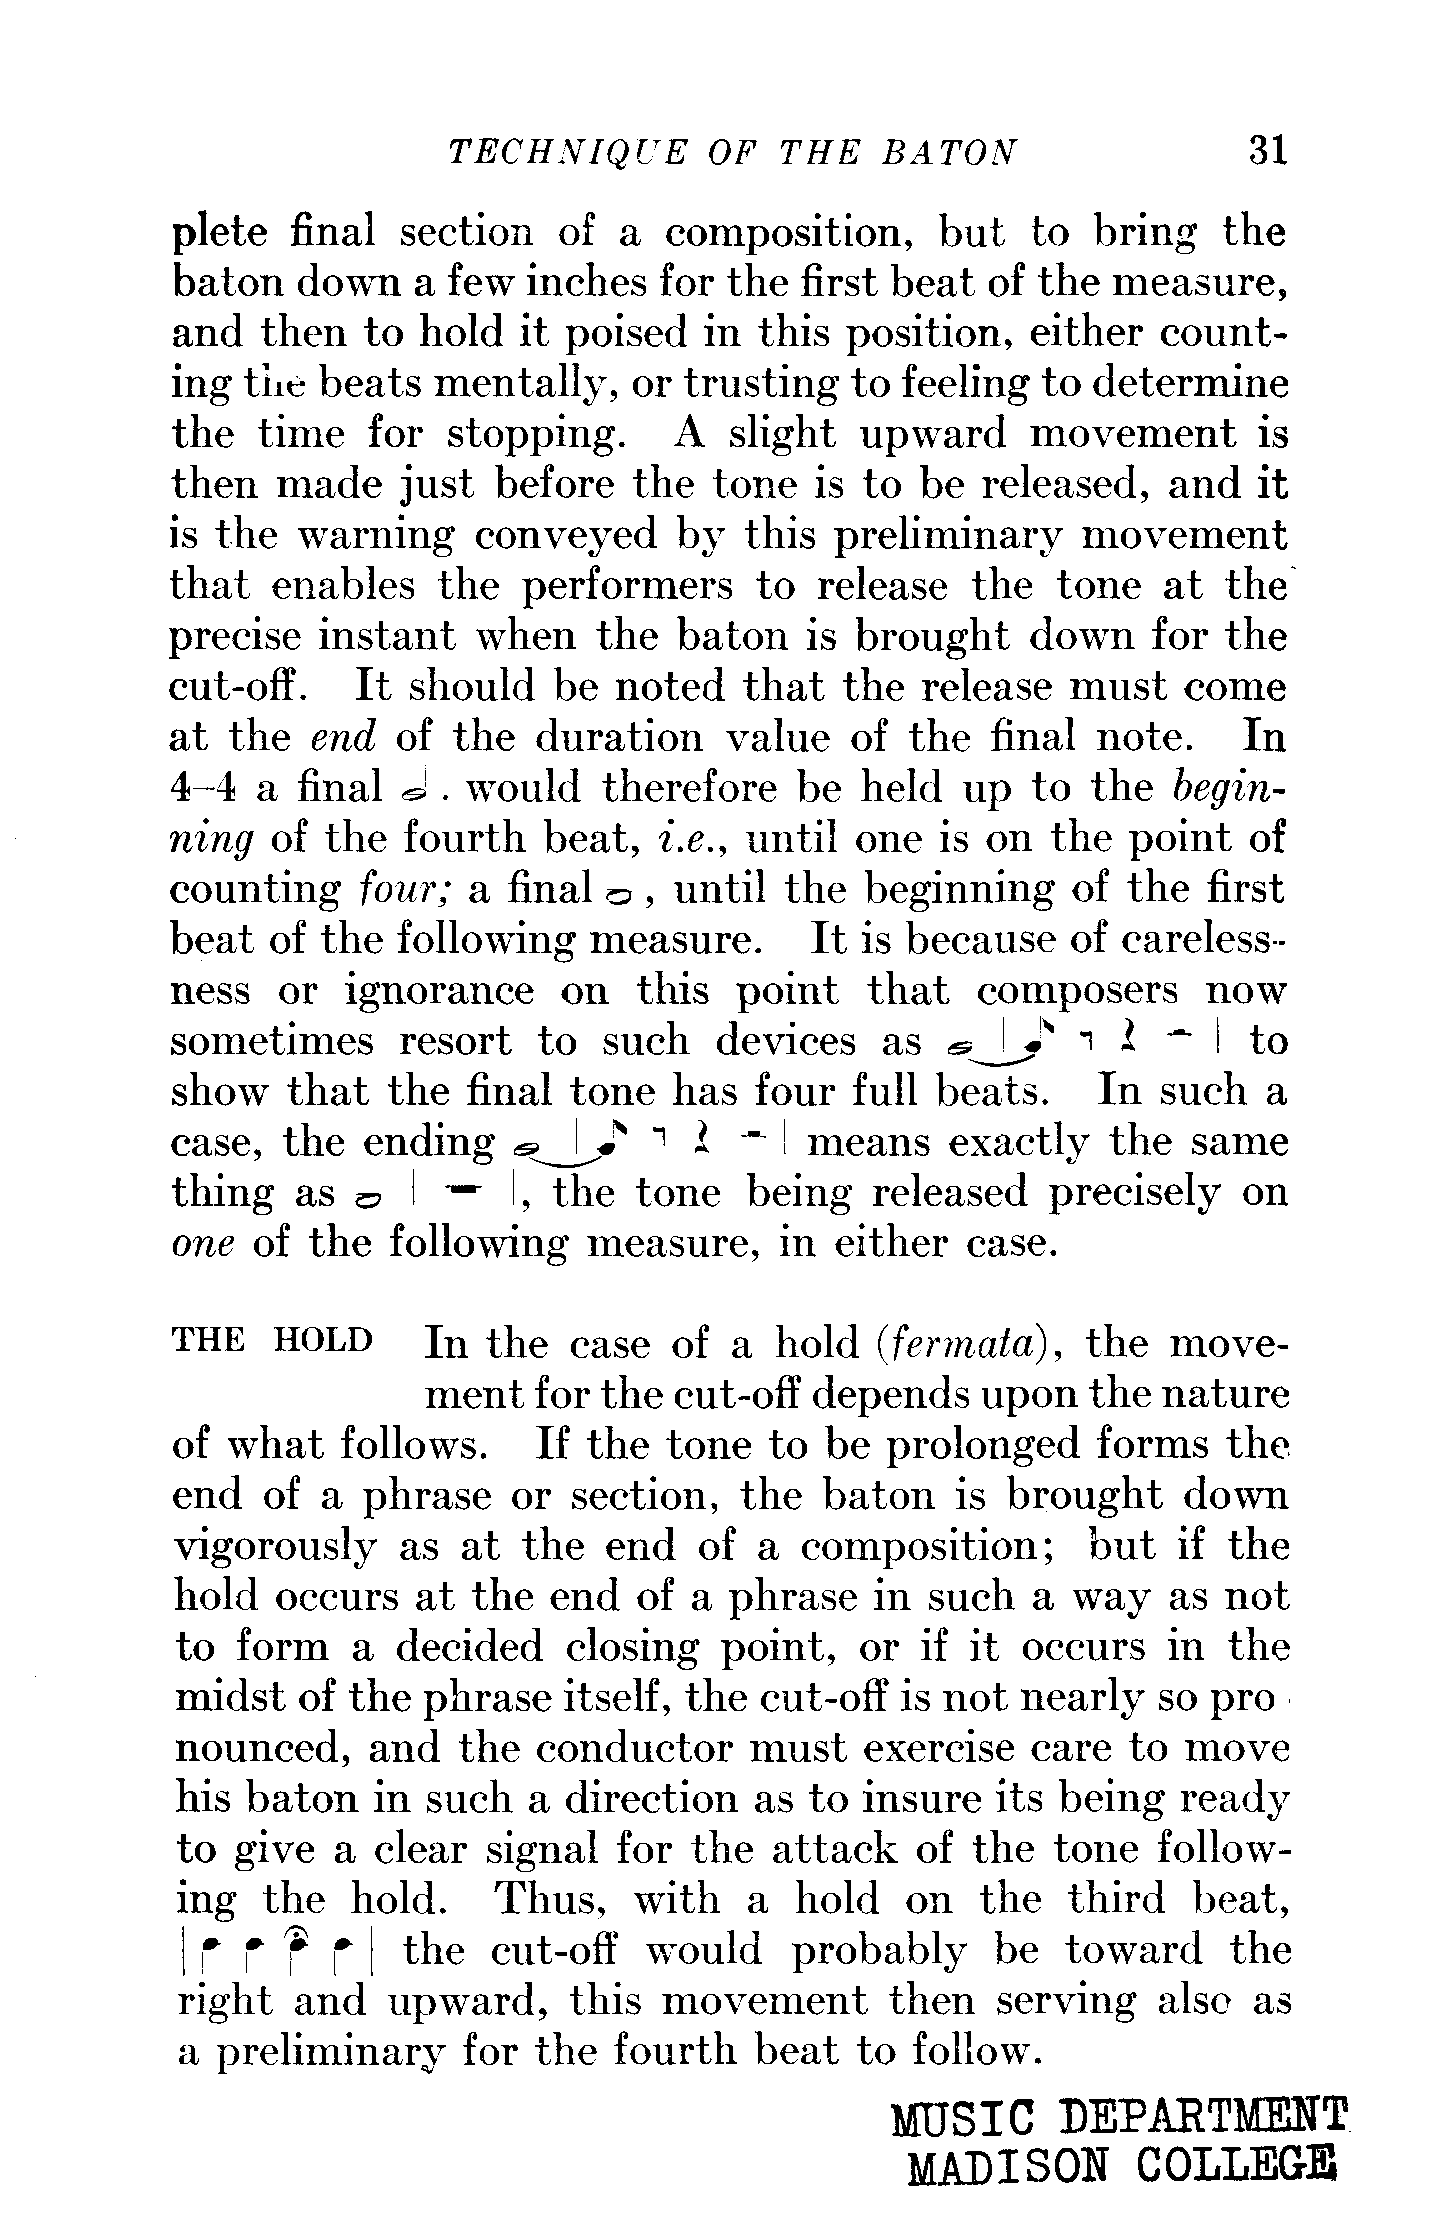 TECHNIQUE OF THE BATON 31
plete final section of a composition, but to bring the
baton down a few inches for the first beat of the measure,
and then to hold it poised in this position, either count-
ing the beats mentally, or trusting to feeling to determine
the time for stopping. A slight upward movement is
then made just before the tone is to be released, and it
is the warning conveyed by this preliminary movement
that enables the performers to release the tone at the
precise instant when the baton is brought down for the
cut-off. It should be noted that the release must come
at the end of the duration value of the final note. In
4–4 a final 𝅗𝅥 . would therefore be held up to the begin-
ning of the fourth beat, i.e., until one is on the point of
counting four; a final 𝅝 , until the beginning of the first
beat of the following measure. It is because of careless-
ness or ignorance on this point that composers now
sometimes resort to such devices as 𝅝 | 𝅘𝅥𝅮 𝄾 𝄽 𝄼 | to
show that the final tone has four full beats. In such a
case, the ending 𝅝 | 𝅘𝅥𝅮 𝄾 𝄽 𝄼 | means exactly the same
thing as 𝅝 | 𝄻 |, the tone being released precisely on
one of the following measure, in either case.
THE HOLD In the case of a hold (fermata), the move-
ment for the cut-off depends upon the nature
of what follows. If the tone to be prolonged forms the
end of a phrase or section, the baton is brought down
vigorously as at the end of a composition; but if the
hold occurs at the end of a phrase in such a way as not
to form a decided closing point, or if it occurs in the
midst of the phrase itself, the cut-off is not nearly so pro
nounced, and the conductor must exercise care to move
his baton in such a direction as to insure its being ready
to give a clear signal for the attack of the tone follow-
ing the hold. Thus, with a hold on the third beat,
| 𝅘𝅥 𝅘𝅥 𝅘𝅥𝄐 𝅘𝅥 | the cut-off would probably be toward the
right and upward, this movement then serving also as
a preliminary for the fourth beat to follow.
MUSIC DEPARTMENT
MADISON COLLEGE